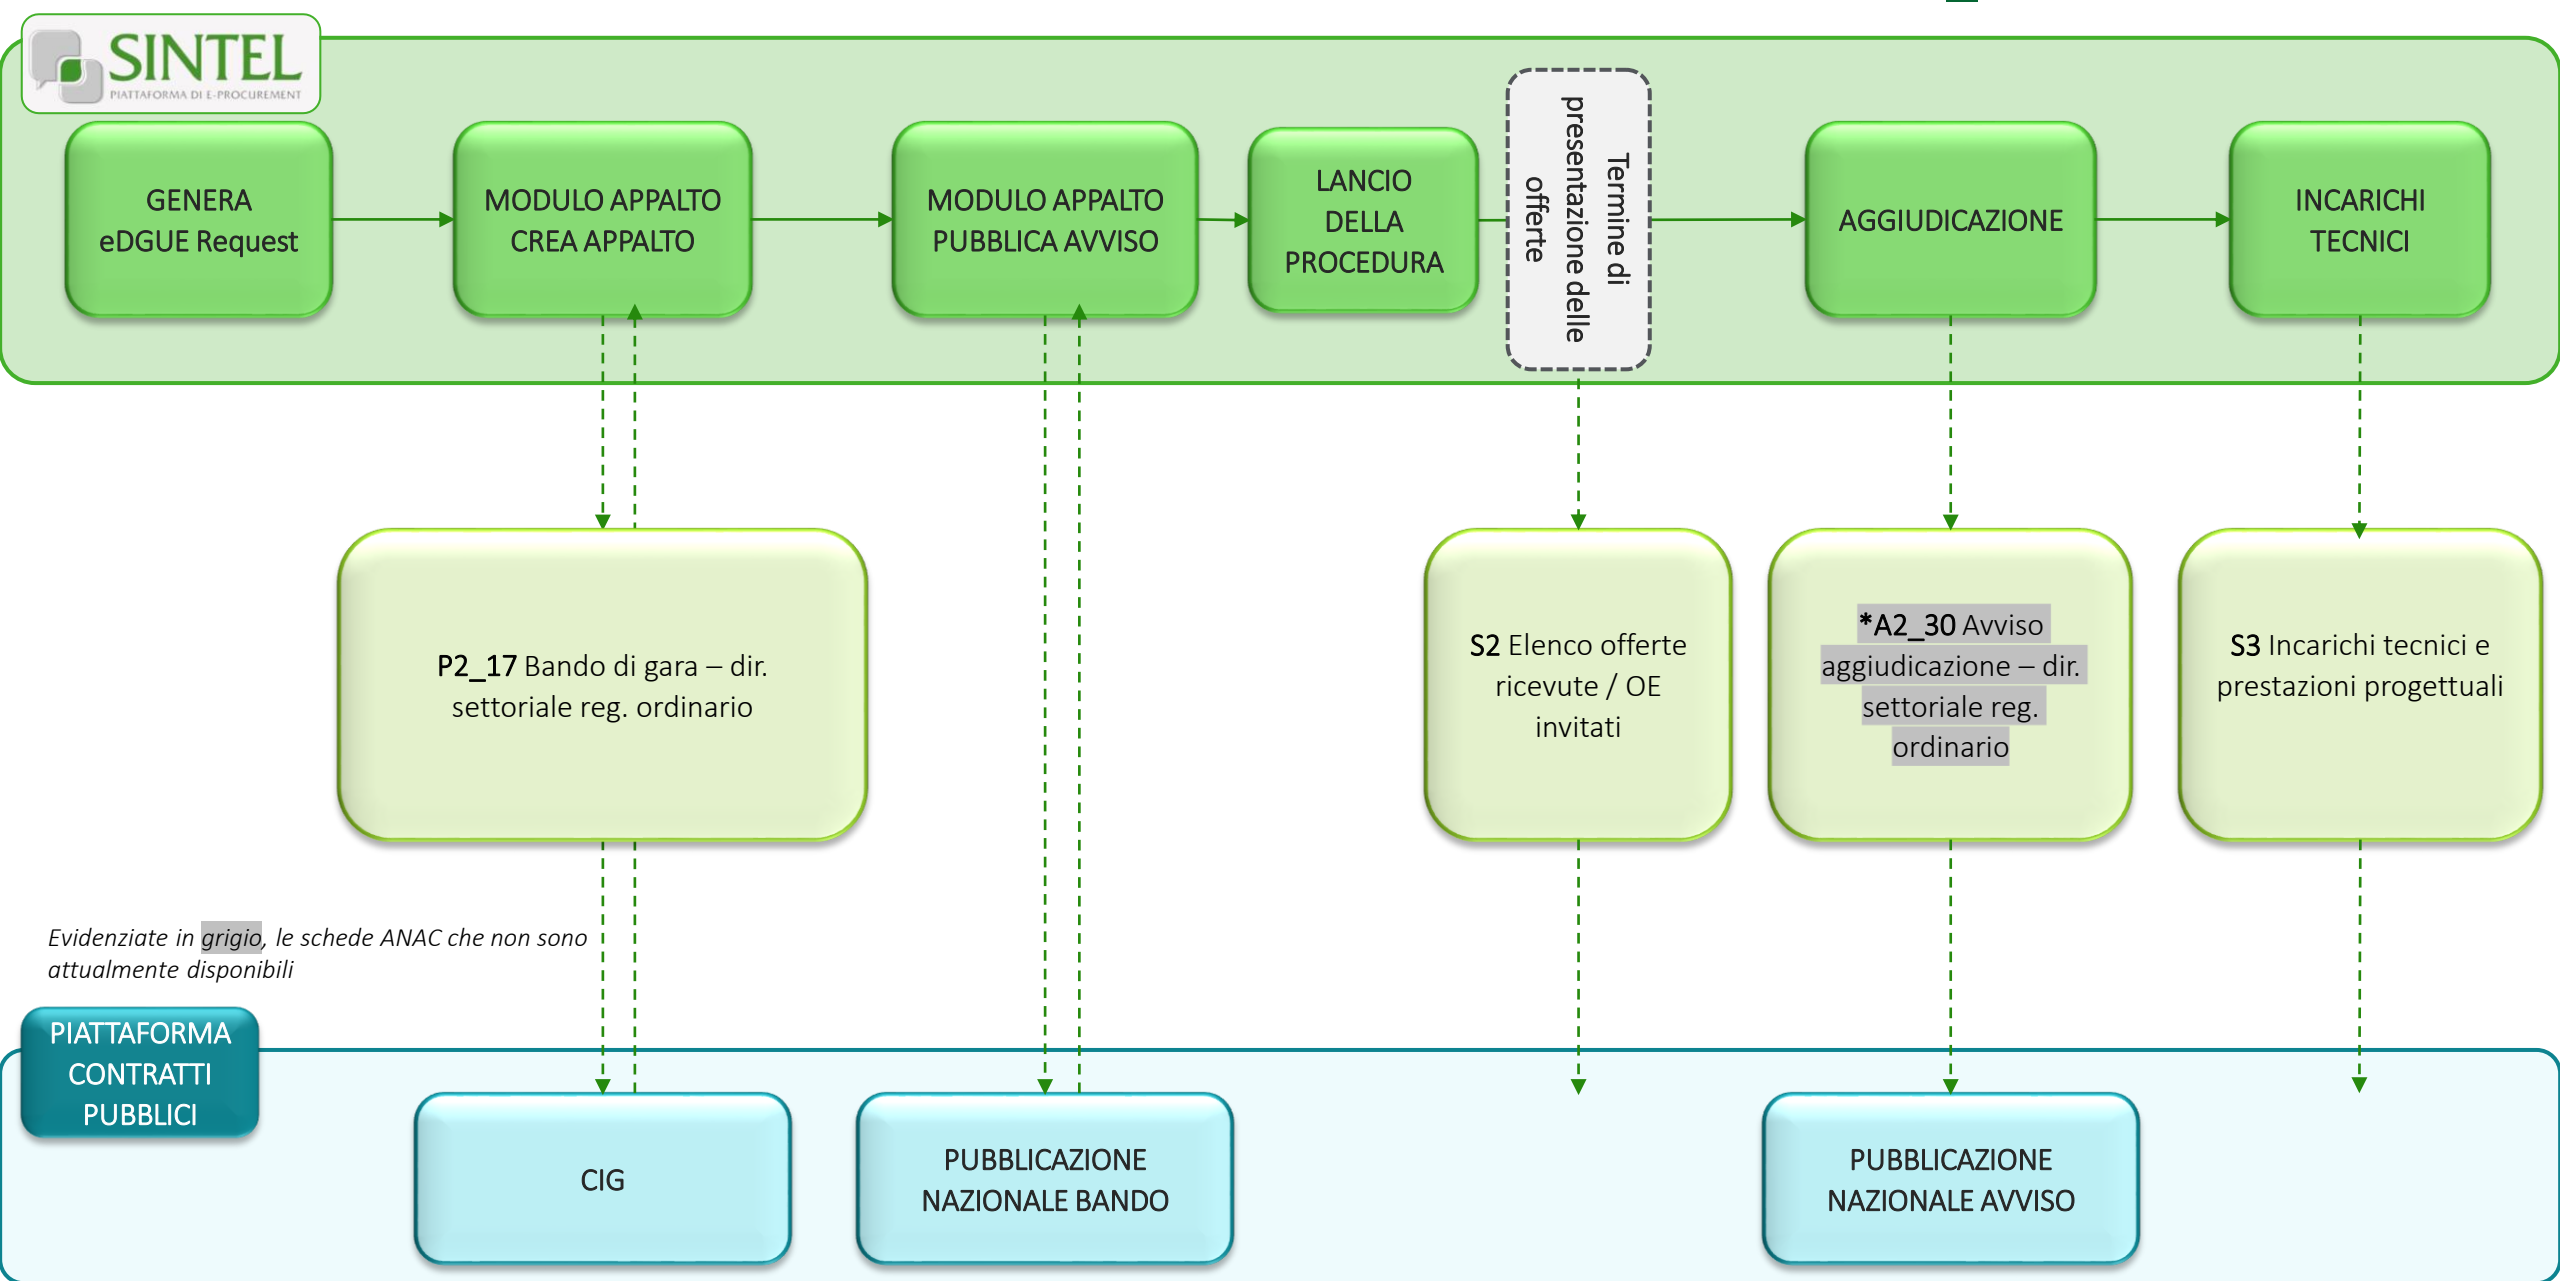 SINTEL
PIATTAFORMA DI E-PROCUREMENT
GENERA
eDGUE Request
MODULO APPALTO
CREA APPALTO
MODULO APPALTO
PUBBLICA AVVISO
LANCIO
DELLA
PROCEDURA
Termine di
presentazione delle
offerte
AGGIUDICAZIONE
INCARICHI
TECNICI
P2_17 Bando di gara – dir.
settoriale reg. ordinario
S2 Elenco offerte
ricevute / OE
invitati
*A2_30 Avviso
aggiudicazione – dir.
settoriale reg.
ordinario
S3 Incarichi tecnici e
prestazioni progettuali
Evidenziate in grigio, le schede ANAC che non sono
attualmente disponibili
PIATTAFORMA
CONTRATTI
PUBBLICI
CIG
PUBBLICAZIONE
NAZIONALE BANDO
PUBBLICAZIONE
NAZIONALE AVVISO